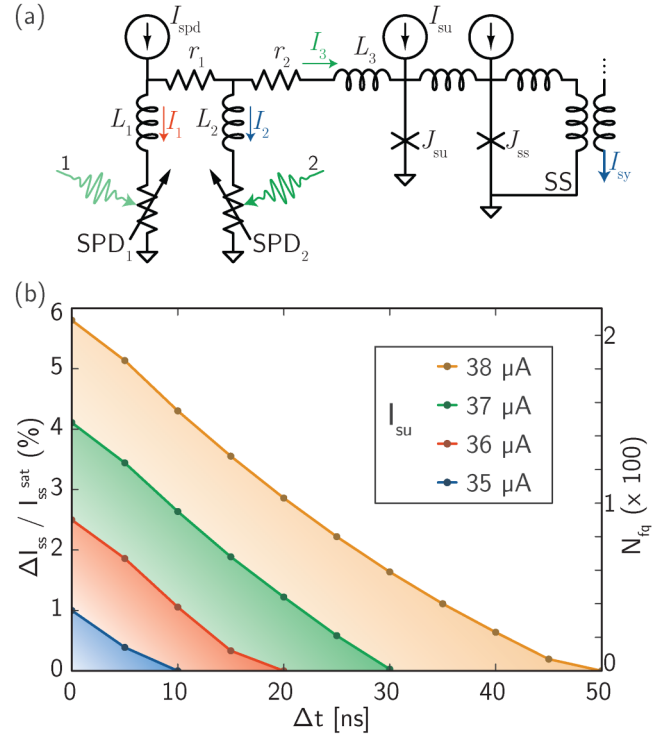 (a)
I_spd
I_su
r_1
r_2
I_3
L_3
L_1
I_1
L_2
I_2
J_su
J_ss
1
2
SS
I_sy
SPD_1
SPD_2
(b)
6
5
4
3
2
1
0
ΔI_ss / I_ss^sat (%)
2
1
0
N_fq (x 100)
I_su
38 μA
37 μA
36 μA
35 μA
0
10
20
30
40
50
Δt [ns]